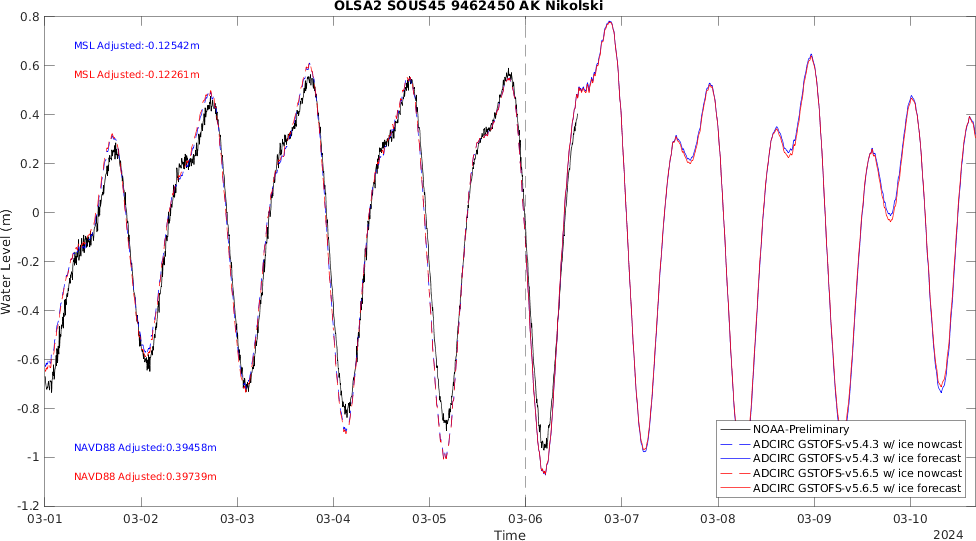 OLSA2 SOUS45 9462450 AK Nikolski
MSL Adjusted:-0.12542m
MSL Adjusted:-0.12261m
NAVD88 Adjusted:0.39458m
NAVD88 Adjusted:0.39739m
Water Level (m)
0.8
0.6
0.4
0.2
0
-0.2
-0.4
-0.6
-0.8
-1
-1.2
NOAA-Preliminary
ADCIRC GSTOFS-v5.4.3 w/ ice nowcast
ADCIRC GSTOFS-v5.4.3 w/ ice forecast
ADCIRC GSTOFS-v5.6.5 w/ ice nowcast
ADCIRC GSTOFS-v5.6.5 w/ ice forecast
03-01 03-02 03-03 03-04 03-05 03-06 03-07 03-08 03-09 03-10
Time
2024